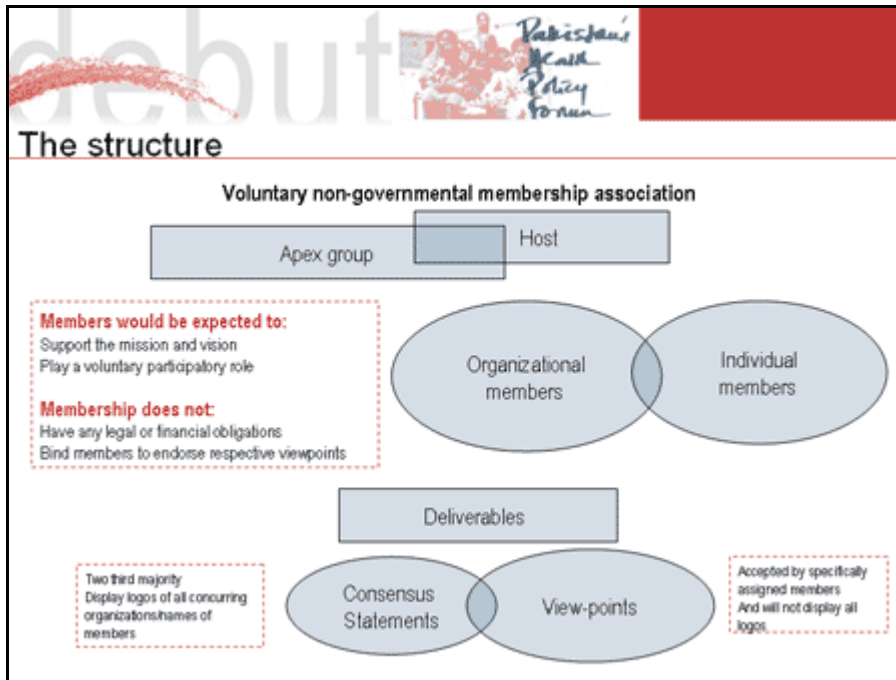 debut
Pakistan's
Health
Policy
Forum
The structure
Voluntary non-governmental membership association
Host
Apex group
Members would be expected to:
Support the mission and vision
Play a voluntary participatory role
Membership does not:
Have any legal or financial obligations
Bind members to endorse respective viewpoints
Organizational
members
Individual
members
Deliverables
Two third majority
Display logos of all concurring
organizations/names of
members
Consensus
Statements
View-points
Accepted by specifically
assigned members
And will not display all
logos